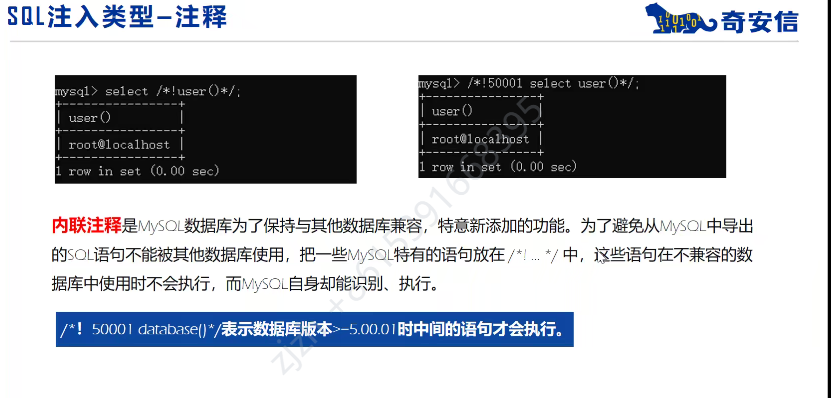 SQL注入类型-注释
奇安信
mysql> select /*!user()*/;
+----------------+
| user()         |
+----------------+
| root@localhost |
+----------------+
1 row in set (0.00 sec)
mysql> /*!50001 select user()*/;
+----------------+
| user()         |
+----------------+
| root@localhost |
+----------------+
1 row in set (0.00 sec)
内联注释是MySQL数据库为了保持与其他数据库兼容，特意新添加的功能。为了避免从MySQL中导出
的SQL语句不能被其他数据库使用，把一些MySQL特有的语句放在 /*! ... */ 中，这些语句在不兼容的数
据库中使用时不会执行，而MySQL自身却能识别、执行。
/*！50001 database()*/表示数据库版本>=5.00.01时中间的语句才会执行。